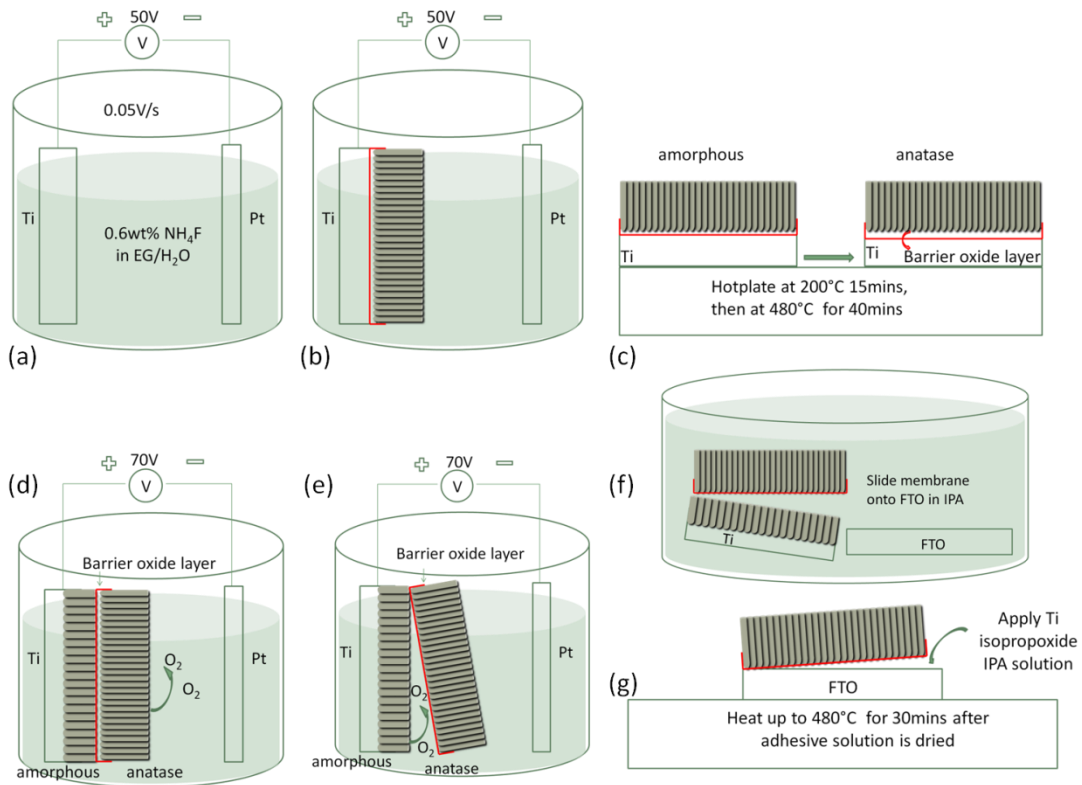 + 50V −
V
0.05V/s
Ti
Pt
0.6wt% NH₄F
in EG/H₂O
(a)
+ 50V −
V
Ti
Pt
(b)
amorphous
anatase
Ti
Ti
Barrier oxide layer
Hotplate at 200°C 15mins,
then at 480°C for 40mins
(c)
(d)
+ 70V −
V
Barrier oxide layer
Ti
O₂
O₂
Pt
amorphous
anatase
(e)
+ 70V −
V
Barrier oxide layer
Ti
O₂
O₂
Pt
amorphous
anatase
(f)
Slide membrane
onto FTO in IPA
Ti
FTO
Apply Ti
isopropoxide
IPA solution
(g)
FTO
Heat up to 480°C for 30mins after
adhesive solution is dried